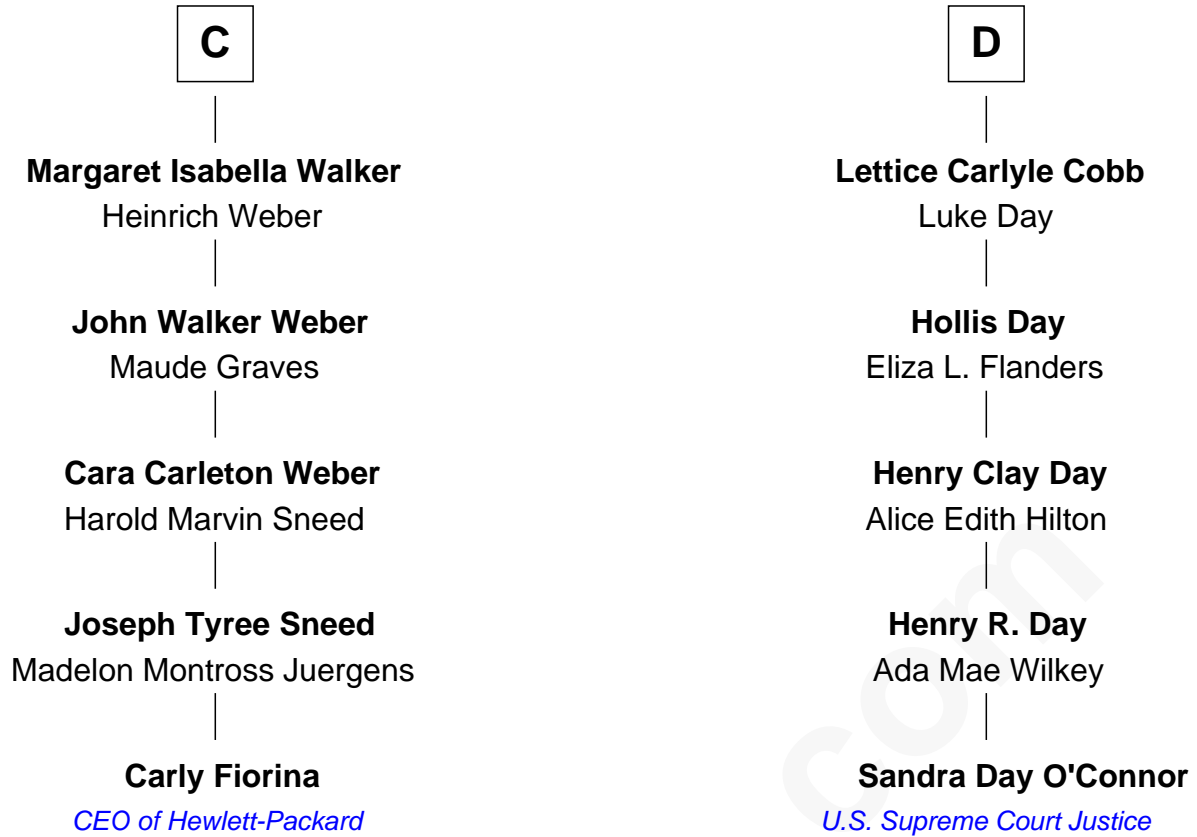 C
Margaret Isabella Walker
Heinrich Weber
John Walker Weber
Maude Graves
Cara Carleton Weber
Harold Marvin Sneed
Joseph Tyree Sneed
Madelon Montross Juergens
Carly Fiorina
CEO of Hewlett-Packard
D
Lettice Carlyle Cobb
Luke Day
Hollis Day
Eliza L. Flanders
Henry Clay Day
Alice Edith Hilton
Henry R. Day
Ada Mae Wilkey
Sandra Day O'Connor
U.S. Supreme Court Justice
com